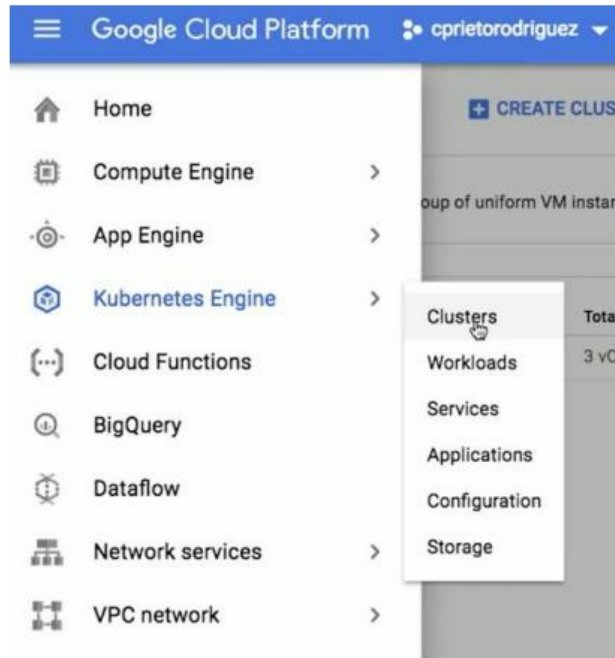 Google Cloud Platform cprietorodriguez
Home
CREATE CLUS
Compute Engine
oup of uniform VM instar
App Engine
Kubernetes Engine
Clusters
Tota
Cloud Functions
Workloads
3 vC
Services
BigQuery
Applications
Dataflow
Configuration
Network services
Storage
VPC network